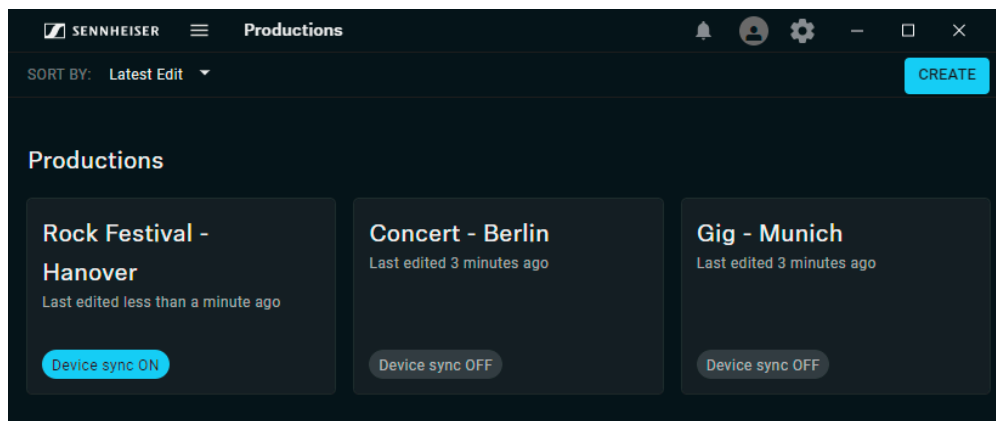 SENNHEISER Productions
SORT BY: Latest Edit CREATE
Productions
Rock Festival -
Hanover
Last edited less than a minute ago
Device sync ON
Concert - Berlin
Last edited 3 minutes ago
Device sync OFF
Gig - Munich
Last edited 3 minutes ago
Device sync OFF